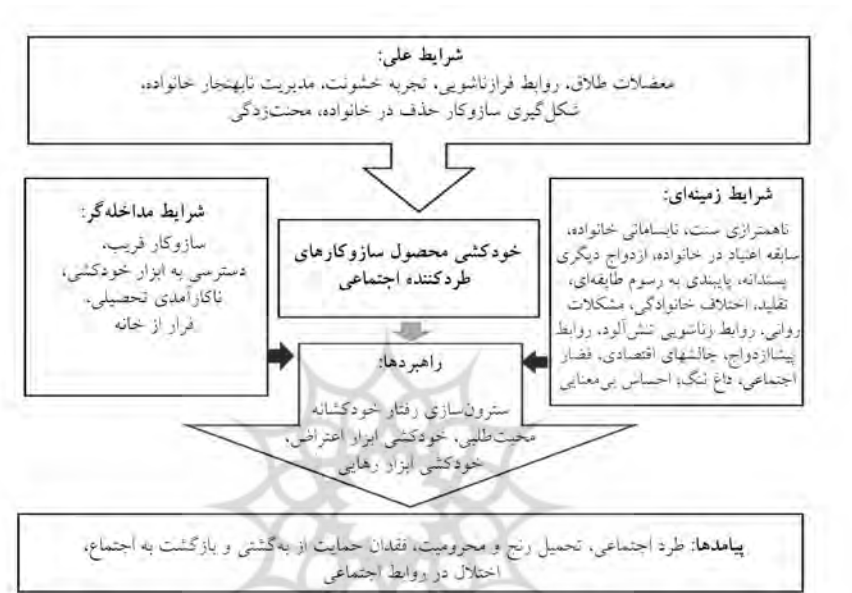 شرایط علی:
معضلات طلاق، روابط فرازناشویی، تجربه خشونت، مدیریت نابهنجار خانواده،
شکل‌گیری سازوکار حذف در خانواده، محنت‌زدگی
شرایط زمینه‌ای:
ناهمترازی سنت، نابسامانی خانواده،
سابقه اعتیاد در خانواده، ازدواج دیگری
پسندانه، پایبندی به رسوم طایفه‌ای،
تقلید، اختلاف خانوادگی، مشکلات
روانی، روابط زناشویی تنش‌آلود، روابط
پیشاازدواج، چالشهای اقتصادی، فضار
اجتماعی، داغ ننگ، احساس بی‌معنایی
خودکشی محصول سازوکارهای
طردکننده اجتماعی
شرایط مداخله‌گر:
سازوکار فریب،
دسترسی به ابزار خودکشی،
ناکارآمدی تحصیلی،
فرار از خانه
راهبردها:
سترون‌سازی رفتار خودکشانه
محبت‌طلبی، خودکشی ابزار اعتراض،
خودکشی ابزار رهایی
پیامدها: طرد اجتماعی، تحمیل رنج و محرومیت، فقدان حمایت از به‌گشتی و بازگشت به اجتماع،
اختلال در روابط اجتماعی